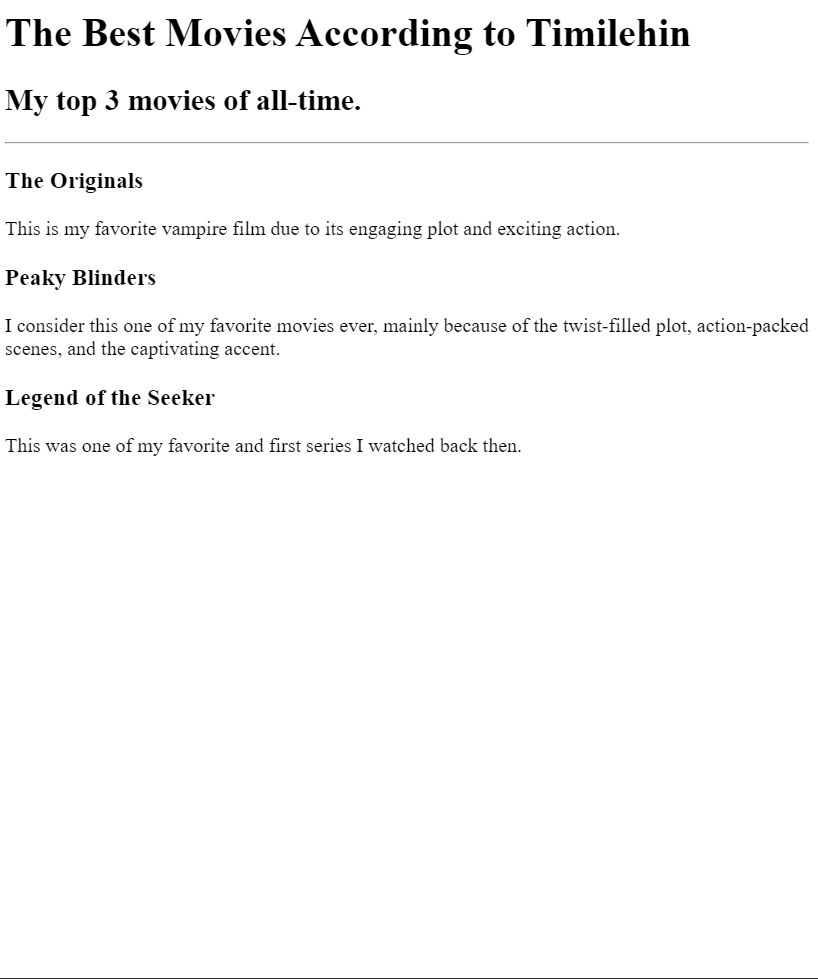 The Best Movies According to Timilehin
My top 3 movies of all-time.
The Originals
This is my favorite vampire film due to its engaging plot and exciting action.
Peaky Blinders
I consider this one of my favorite movies ever, mainly because of the twist-filled plot, action-packed
scenes, and the captivating accent.
Legend of the Seeker
This was one of my favorite and first series I watched back then.